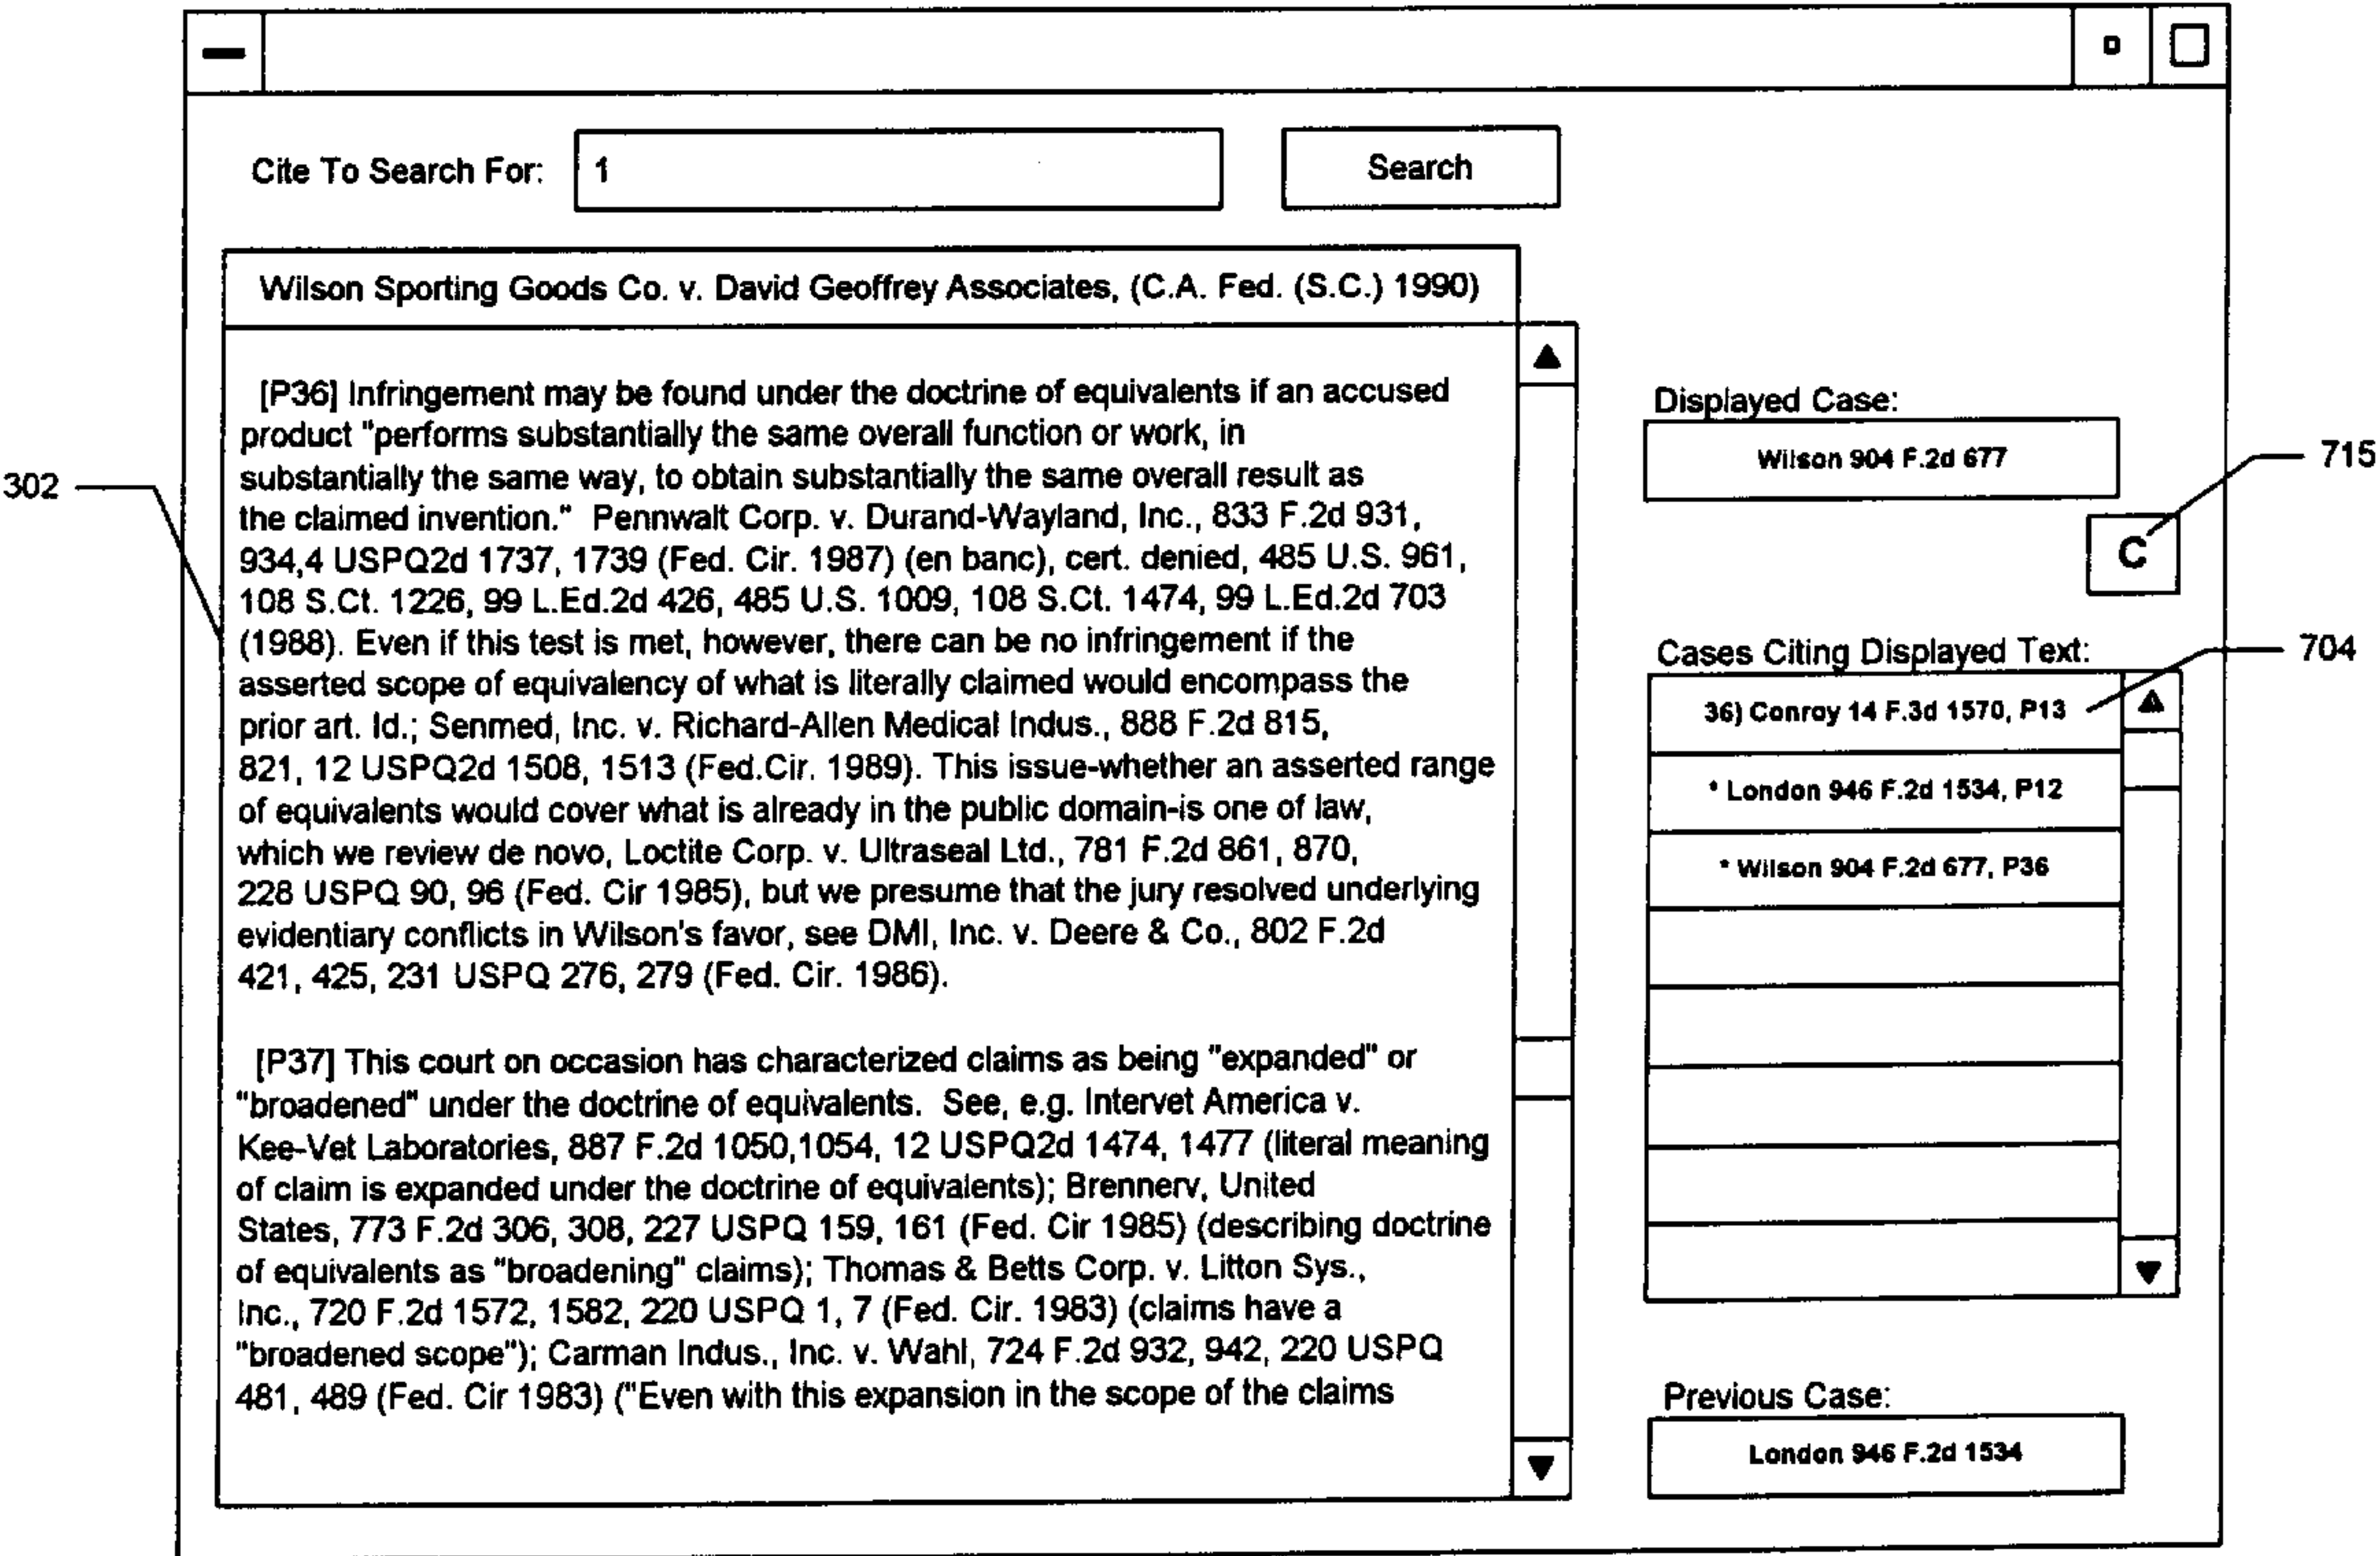 Cite To Search For: 1 Search
Wilson Sporting Goods Co. v. David Geoffrey Associates, (C.A. Fed. (S.C.) 1990)
[P36] Infringement may be found under the doctrine of equivalents if an accused
product "performs substantially the same overall function or work, in
substantially the same way, to obtain substantially the same overall result as
the claimed invention." Pennwalt Corp. v. Durand-Wayland, Inc., 833 F.2d 931,
934,4 USPQ2d 1737, 1739 (Fed. Cir. 1987) (en banc), cert. denied, 485 U.S. 961,
108 S.Ct. 1226, 99 L.Ed.2d 426, 485 U.S. 1009, 108 S.Ct. 1474, 99 L.Ed.2d 703
(1988). Even if this test is met, however, there can be no infringement if the
asserted scope of equivalency of what is literally claimed would encompass the
prior art. Id.; Senmed, Inc. v. Richard-Allen Medical Indus., 888 F.2d 815,
821, 12 USPQ2d 1508, 1513 (Fed.Cir. 1989). This issue-whether an asserted range
of equivalents would cover what is already in the public domain-is one of law,
which we review de novo, Loctite Corp. v. Ultraseal Ltd., 781 F.2d 861, 870,
228 USPQ 90, 96 (Fed. Cir 1985), but we presume that the jury resolved underlying
evidentiary conflicts in Wilson's favor, see DMI, Inc. v. Deere & Co., 802 F.2d
421, 425, 231 USPQ 276, 279 (Fed. Cir. 1986).
[P37] This court on occasion has characterized claims as being "expanded" or
"broadened" under the doctrine of equivalents. See, e.g. Intervet America v.
Kee-Vet Laboratories, 887 F.2d 1050,1054, 12 USPQ2d 1474, 1477 (literal meaning
of claim is expanded under the doctrine of equivalents); Brennerv, United
States, 773 F.2d 306, 308, 227 USPQ 159, 161 (Fed. Cir 1985) (describing doctrine
of equivalents as "broadening" claims); Thomas & Betts Corp. v. Litton Sys.,
Inc., 720 F.2d 1572, 1582, 220 USPQ 1, 7 (Fed. Cir. 1983) (claims have a
"broadened scope"); Carman Indus., Inc. v. Wahl, 724 F.2d 932, 942, 220 USPQ
481, 489 (Fed. Cir 1983) ("Even with this expansion in the scope of the claims
302
Displayed Case:
Wilson 904 F.2d 677
715
C
Cases Citing Displayed Text:
704
36) Conroy 14 F.3d 1570, P13
* London 946 F.2d 1534, P12
* Wilson 904 F.2d 677, P36
Previous Case:
London 946 F.2d 1534